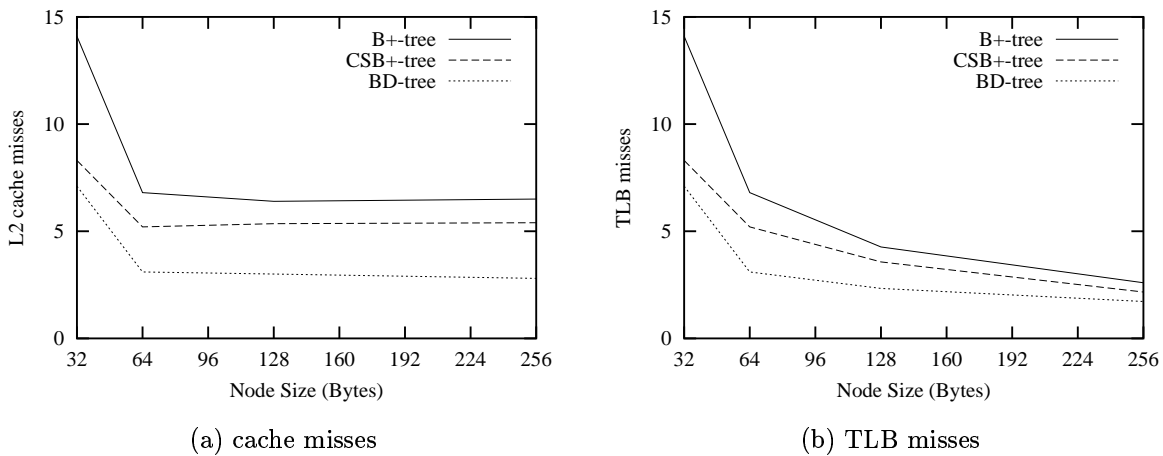 15
10
5
0
L2 cache misses
B+-tree
CSB+-tree
BD-tree
32 64 96 128 160 192 224 256
Node Size (Bytes)
(a) cache misses
15
10
5
0
TLB misses
B+-tree
CSB+-tree
BD-tree
32 64 96 128 160 192 224 256
Node Size (Bytes)
(b) TLB misses